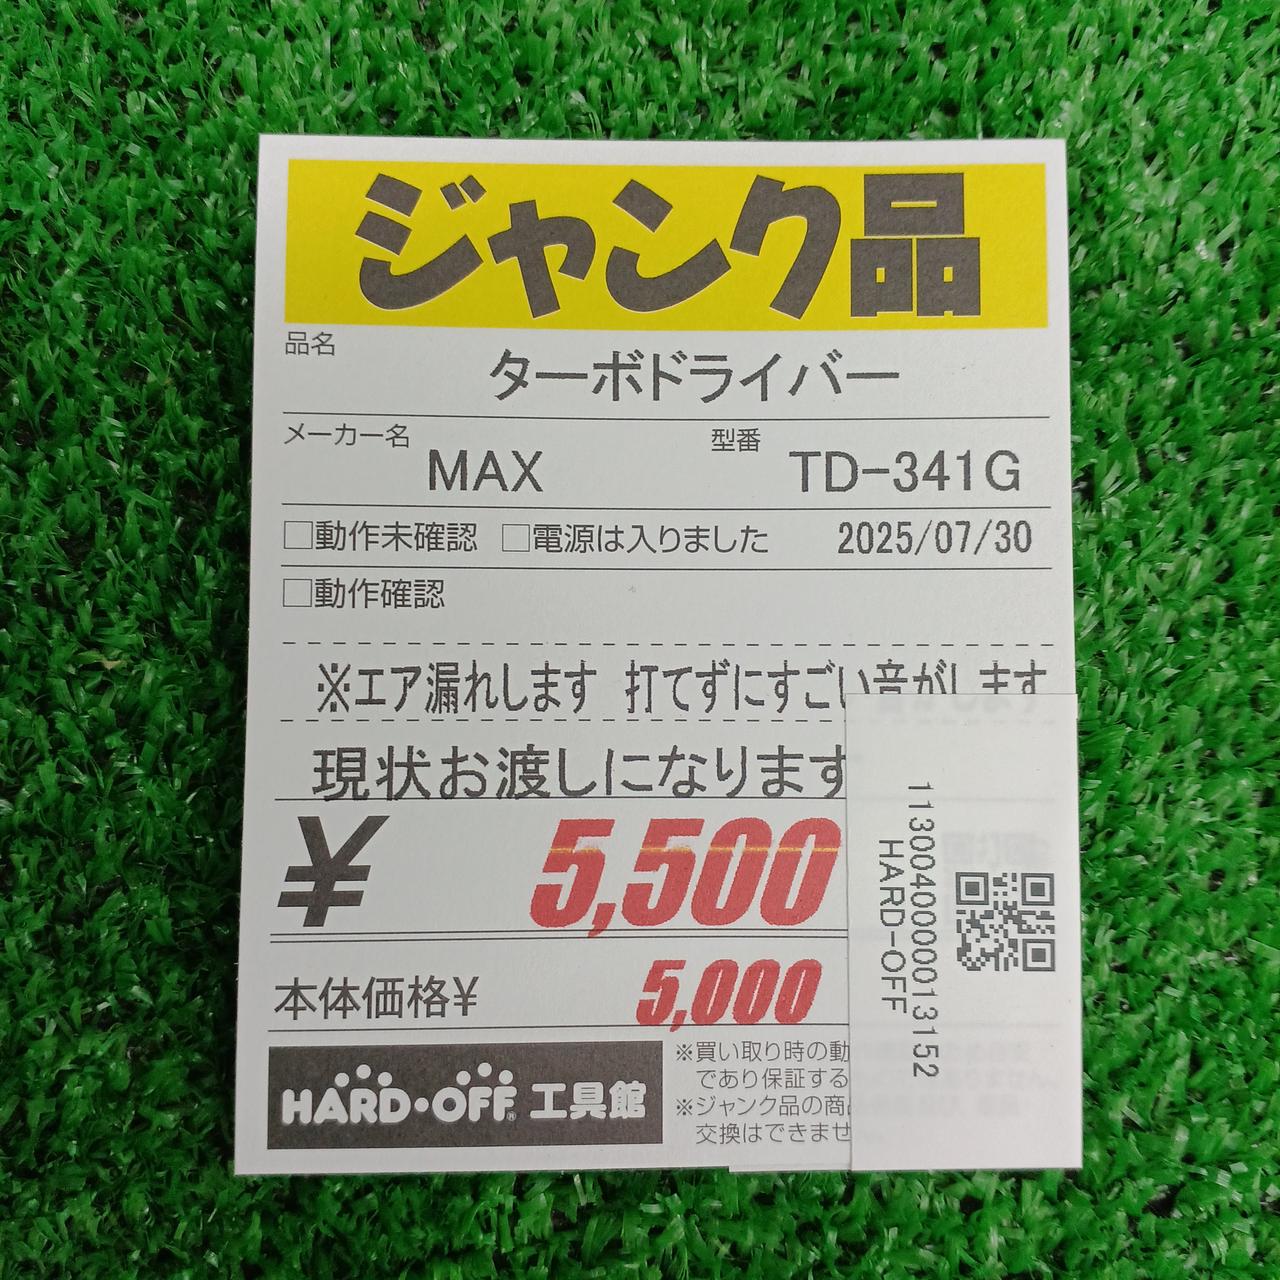 ジャンク品
品名
ターボドライバー
メーカー名 MAX 型番 TD-341G
□動作未確認 □電源は入りました 2025/07/30
□動作確認
※エア漏れします 打てずにすごい音がします
現状お渡しになります
¥ 5,500
本体価格¥ 5,000
HARD・OFF® 工具館
※買い取り時の動
であり保証する
※ジャンク品の商
交換はできませ
1130040000013152
HARD-OFF